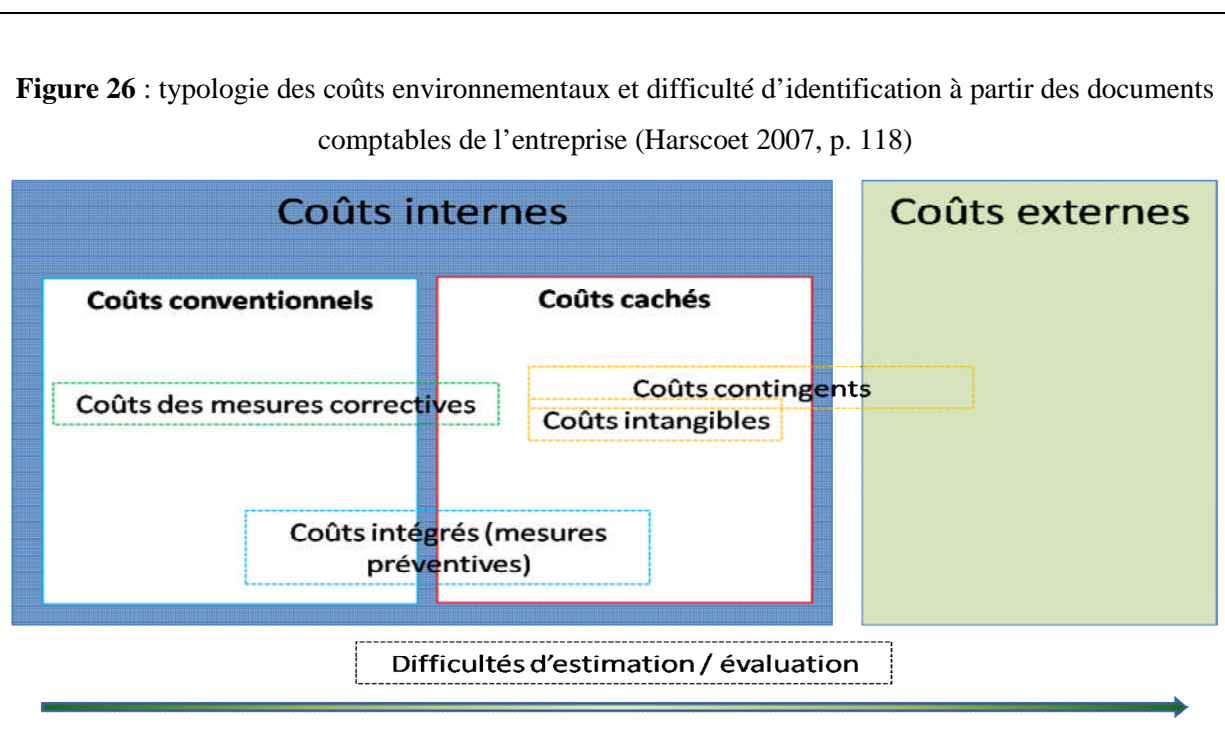 Figure 26 : typologie des coûts environnementaux et difficulté d’identification à partir des documents
comptables de l’entreprise (Harscoet 2007, p. 118)
Coûts internes
Coûts externes
Coûts conventionnels
Coûts cachés
Coûts des mesures correctives
Coûts contingents
Coûts intangibles
Coûts intégrés (mesures
préventives)
Difficultés d’estimation / évaluation